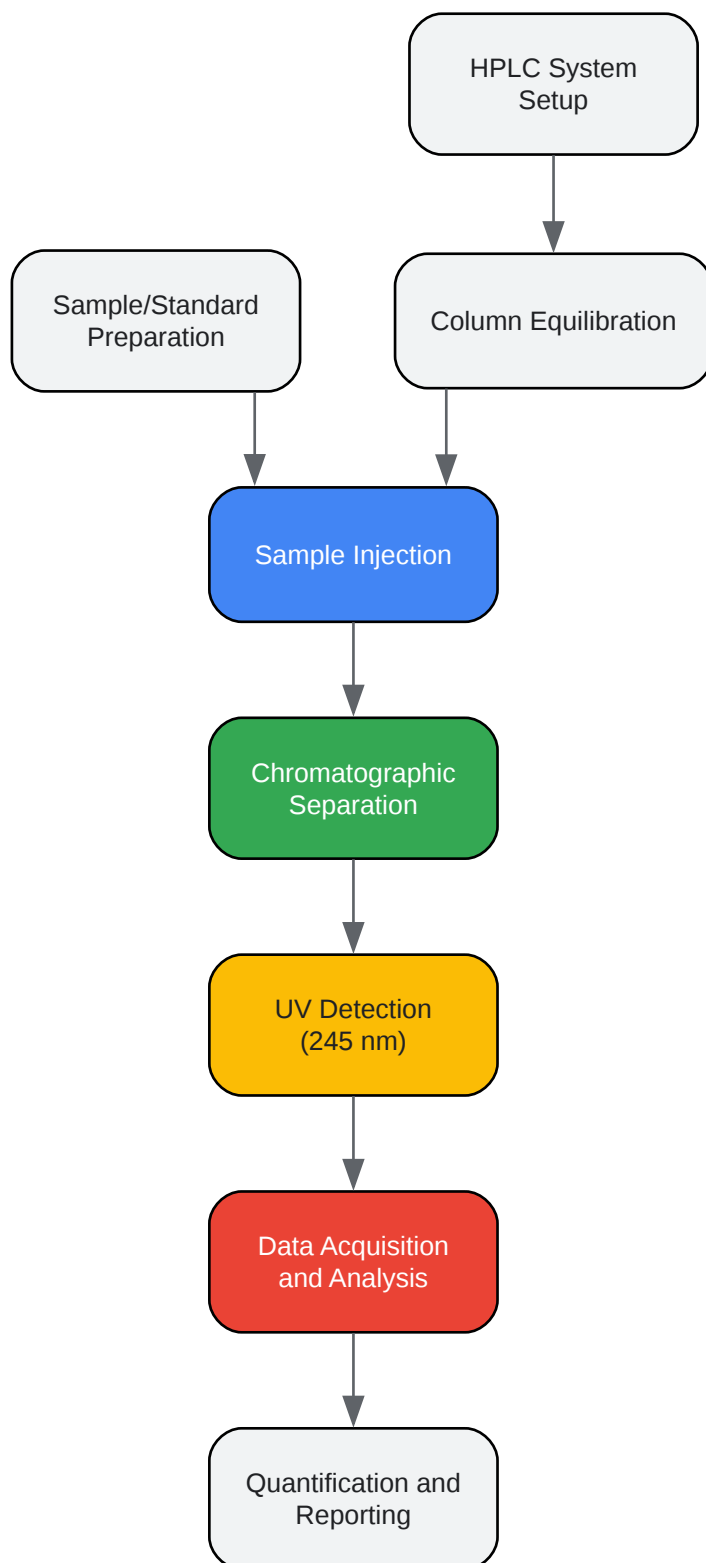 HPLC System
Setup
Sample/Standard
Preparation
Column Equilibration
Sample Injection
Chromatographic
Separation
UV Detection
(245 nm)
Data Acquisition
and Analysis
Quantification and
Reporting